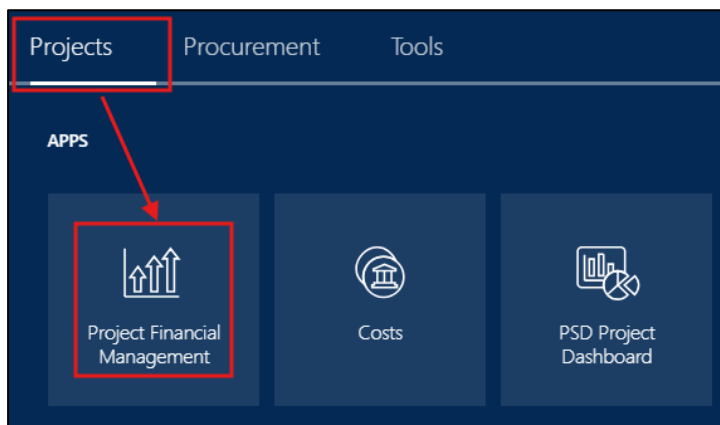 Projects Procurement Tools
APPS
Project Financial
Management
Costs
PSD Project
Dashboard